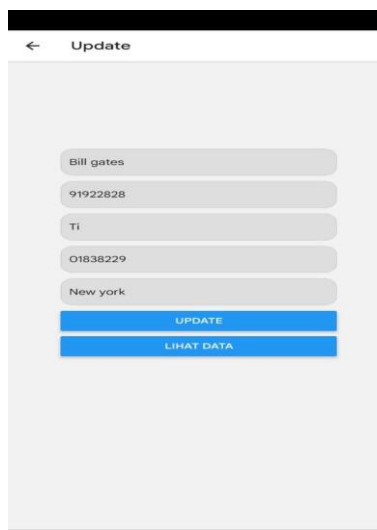 Update
Bill gates
91922828
Ti
01838229
New york
UPDATE
LIHAT DATA